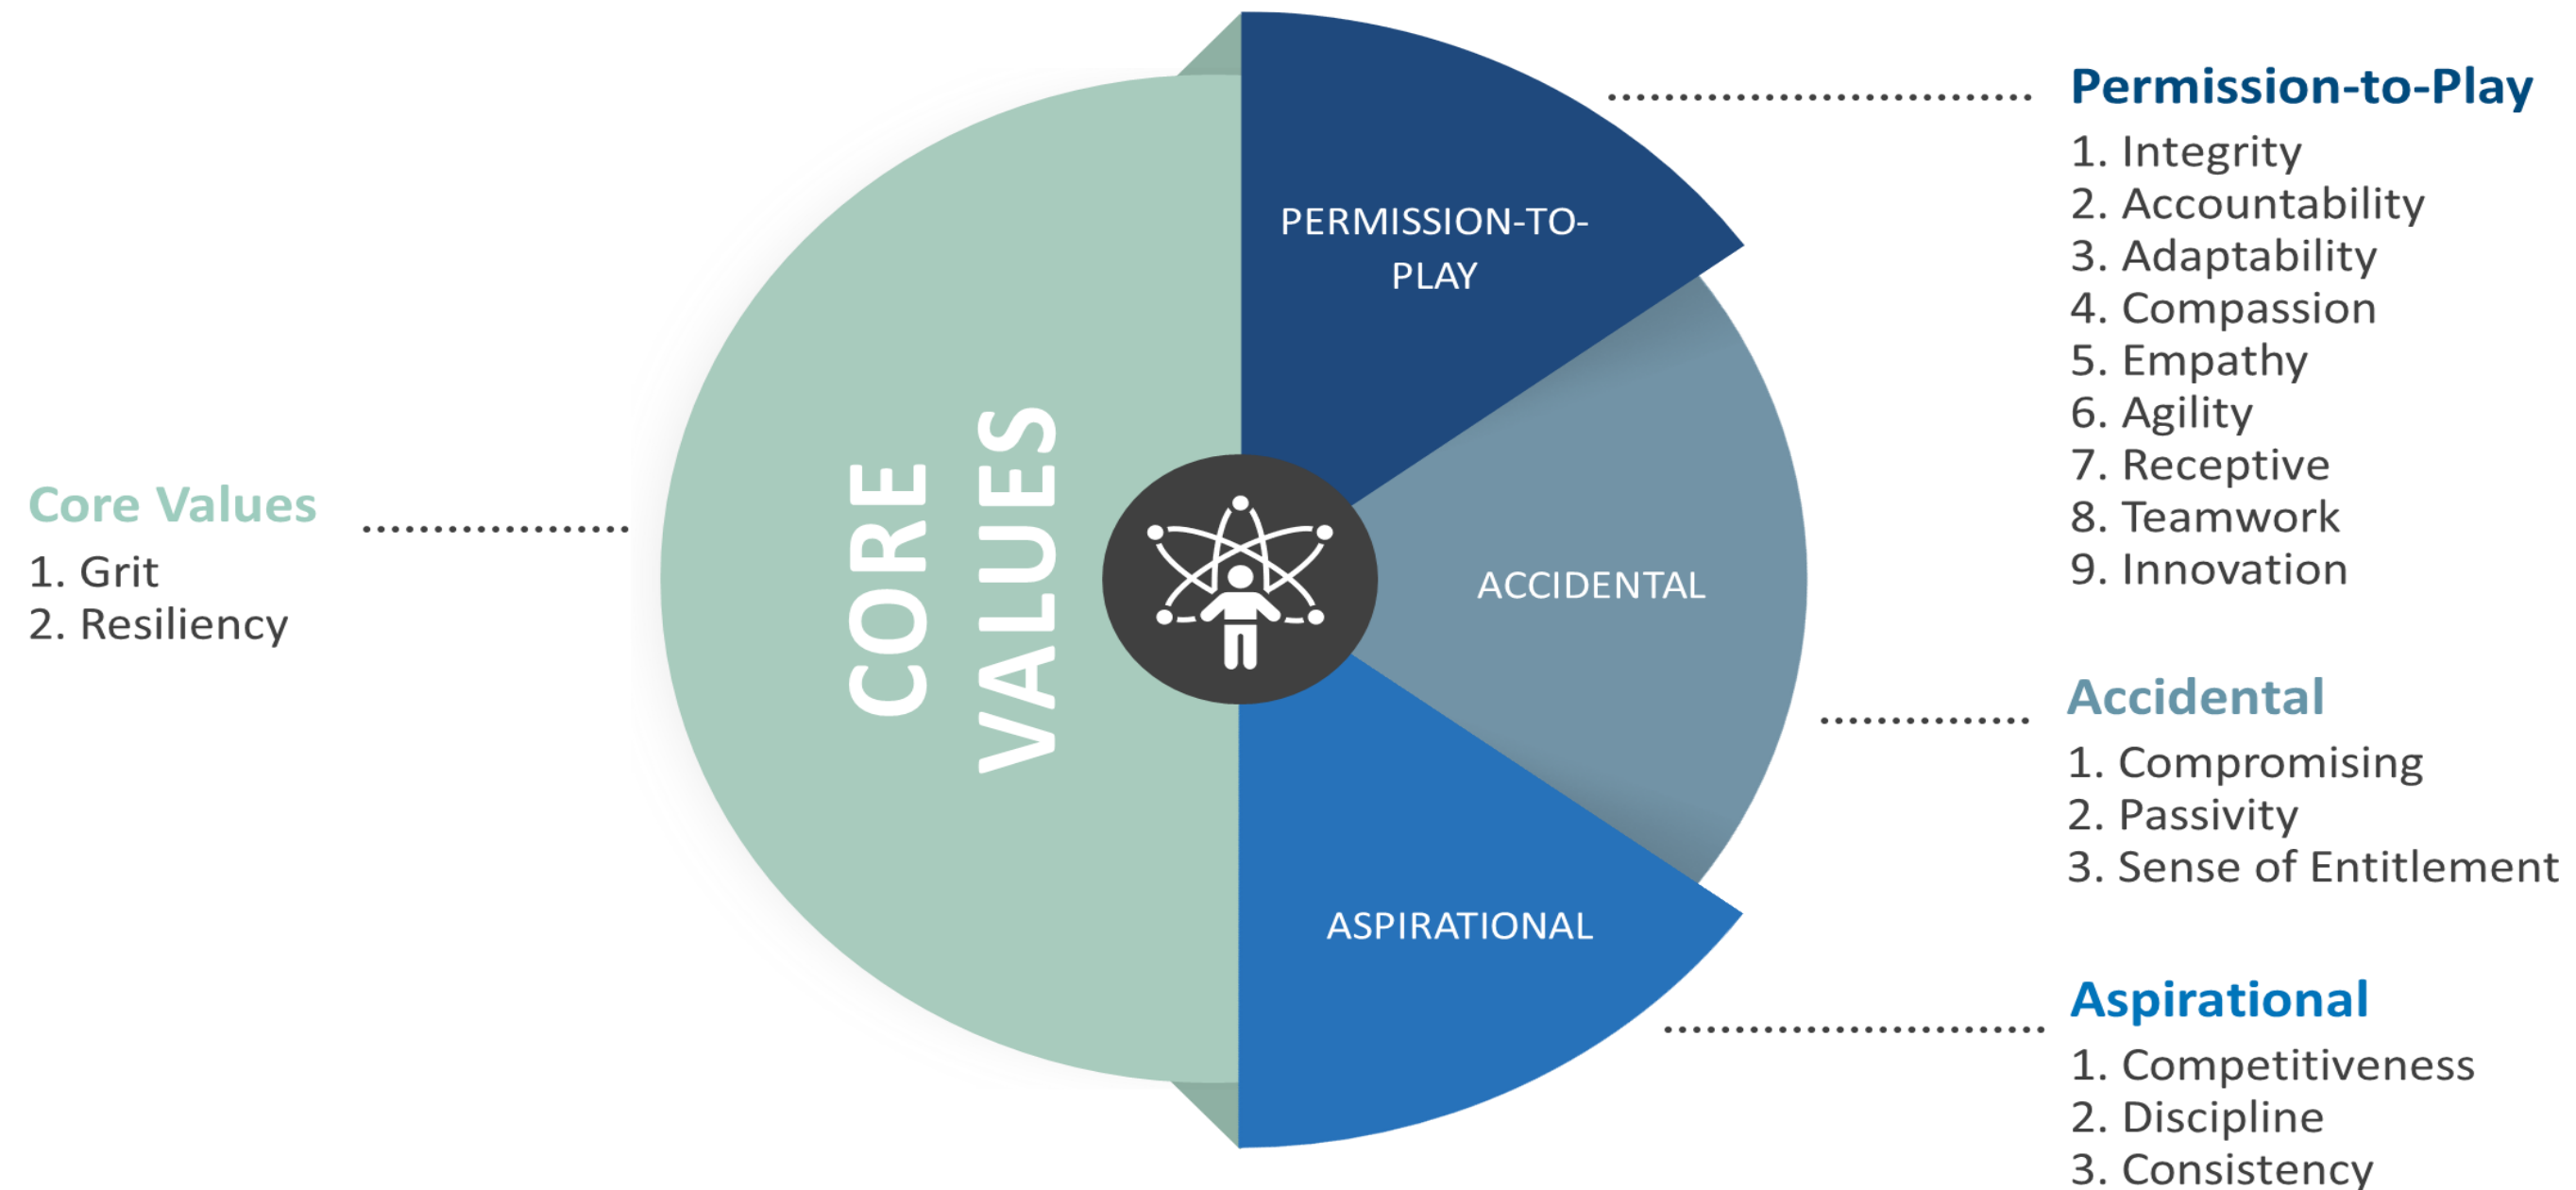 Core Values
1. Grit
2. Resiliency
CORE
VALUES
PERMISSION-TO-
PLAY
ACCIDENTAL
ASPIRATIONAL
Permission-to-Play
1. Integrity
2. Accountability
3. Adaptability
4. Compassion
5. Empathy
6. Agility
7. Receptive
8. Teamwork
9. Innovation
Accidental
1. Compromising
2. Passivity
3. Sense of Entitlement
Aspirational
1. Competitiveness
2. Discipline
3. Consistency